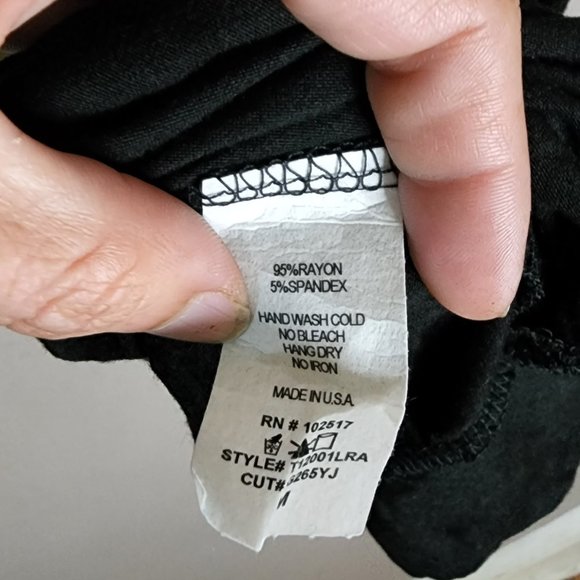 95%RAYON
5%SPANDEX
HAND WASH COLD
NO BLEACH
HANG DRY
NO IRON
MADE IN U.S.A
RN # 102517
STYLE# T12001LRA
CUT# 5265YJ
M